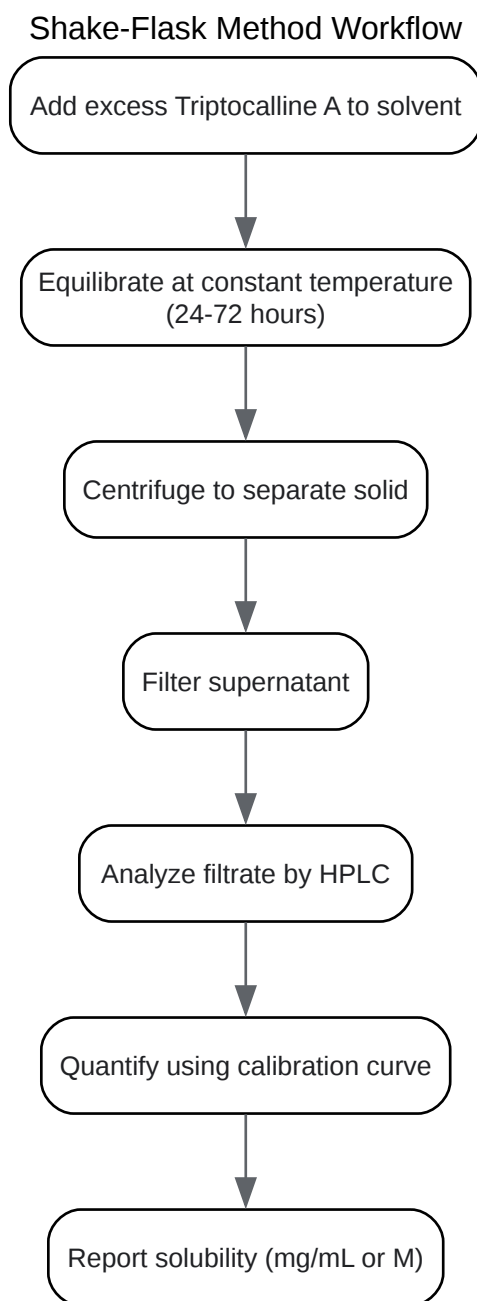 Shake-Flask Method Workflow
Add excess Triptocalline A to solvent
Equilibrate at constant temperature
(24-72 hours)
Centrifuge to separate solid
Filter supernatant
Analyze filtrate by HPLC
Quantify using calibration curve
Report solubility (mg/mL or M)